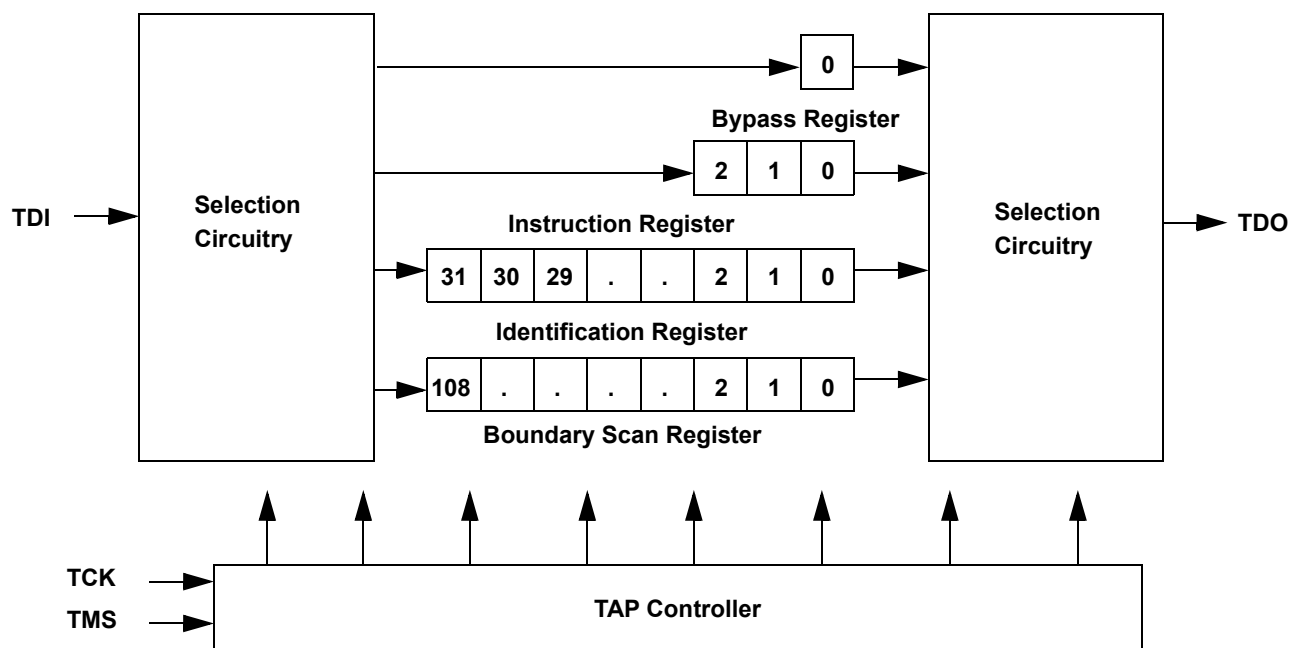 0
Bypass Register
2 1 0
TDI
Selection
Circuitry
Instruction Register
Selection
Circuitry
TDO
31 30 29 . . 2 1 0
Identification Register
108 . . . . 2 1 0
Boundary Scan Register
TCK
TMS
TAP Controller